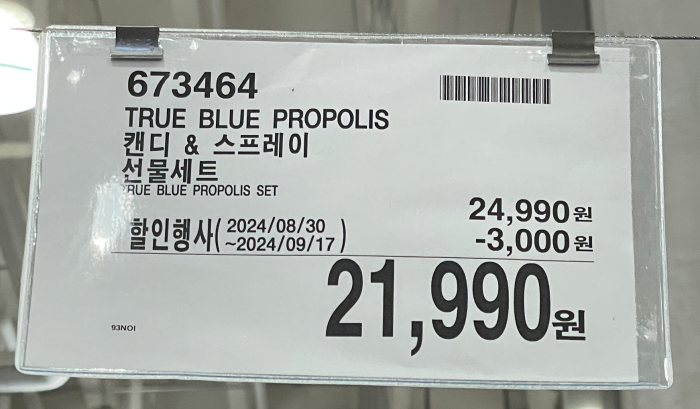 673464
TRUE BLUE PROPOLIS
캔디 & 스프레이
선물세트
TRUE BLUE PROPOLIS SET
24,990원
할인행사( 2024/08/30 ~2024/09/17 )
-3,000원
21,990원
93NOI